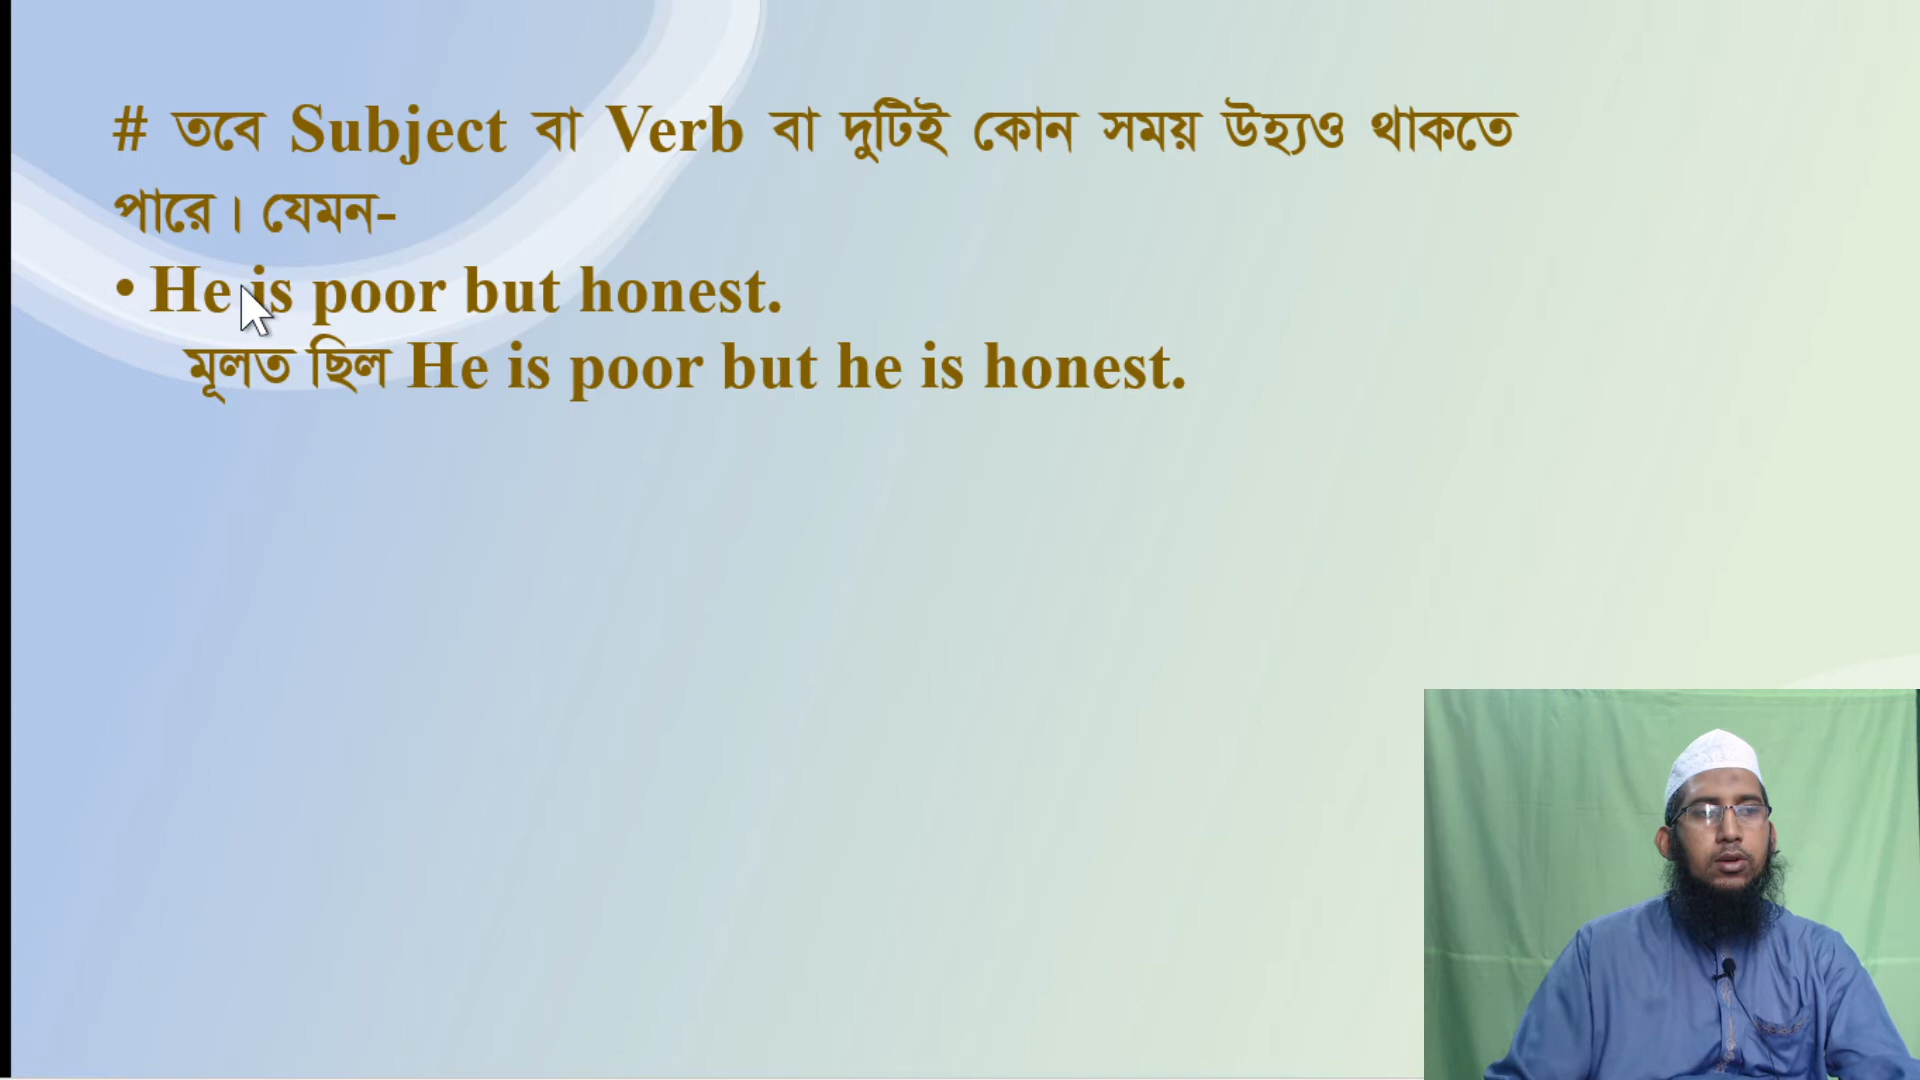 # তবে Subject বা Verb বা দুটিই কোন সময় উহ্যও থাকতে
পারে। যেমন-
• He is poor but honest.
মূলত ছিল He is poor but he is honest.